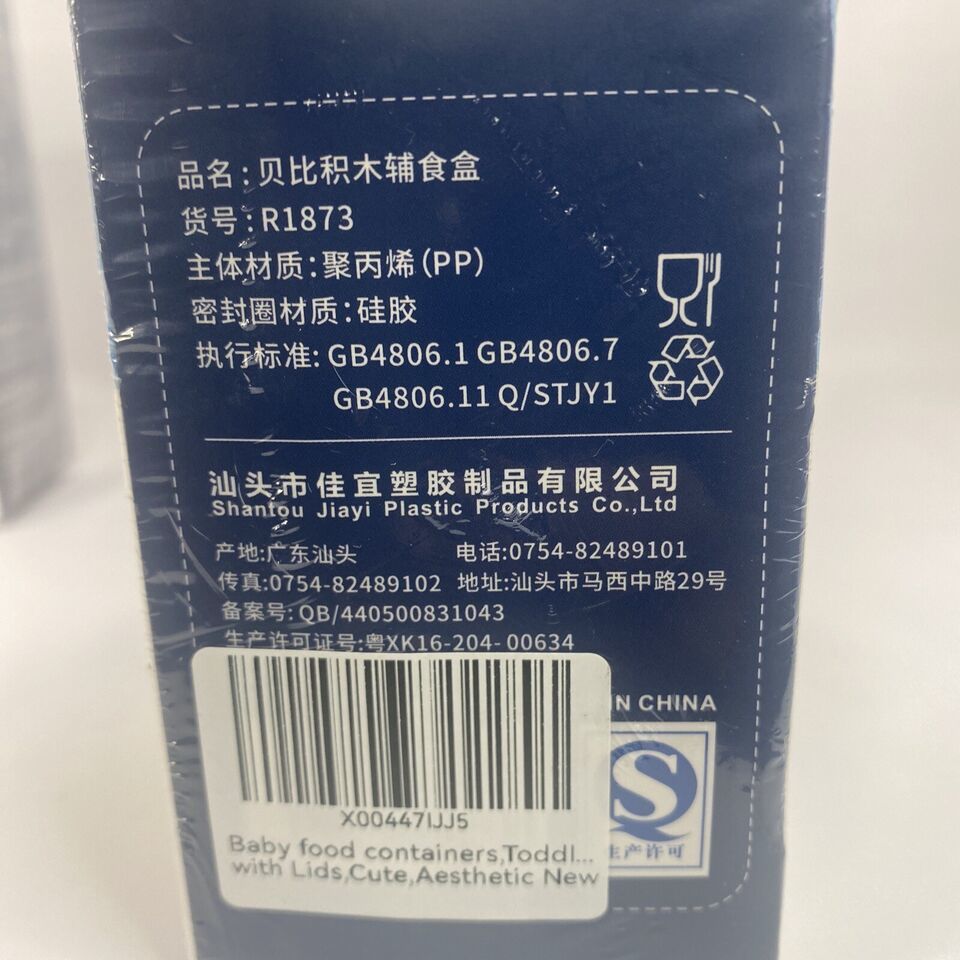 品名:贝比积木辅食盒
货号:R1873
主体材质:聚丙烯(PP)
密封圈材质:硅胶
执行标准: GB4806.1 GB4806.7
GB4806.11 Q/STJY1
汕头市佳宜塑胶制品有限公司
Shantou Jiayi Plastic Products Co.,Ltd
产地:广东汕头 电话:0754-82489101
传真:0754-82489102 地址:汕头市马西中路29号
备案号: QB/440500831043
生产许可证号:粤XK16-204-00634
IN CHINA
生产许可
X00447IJJ5
Baby food containers,Toddl...
with Lids,Cute,Aesthetic New